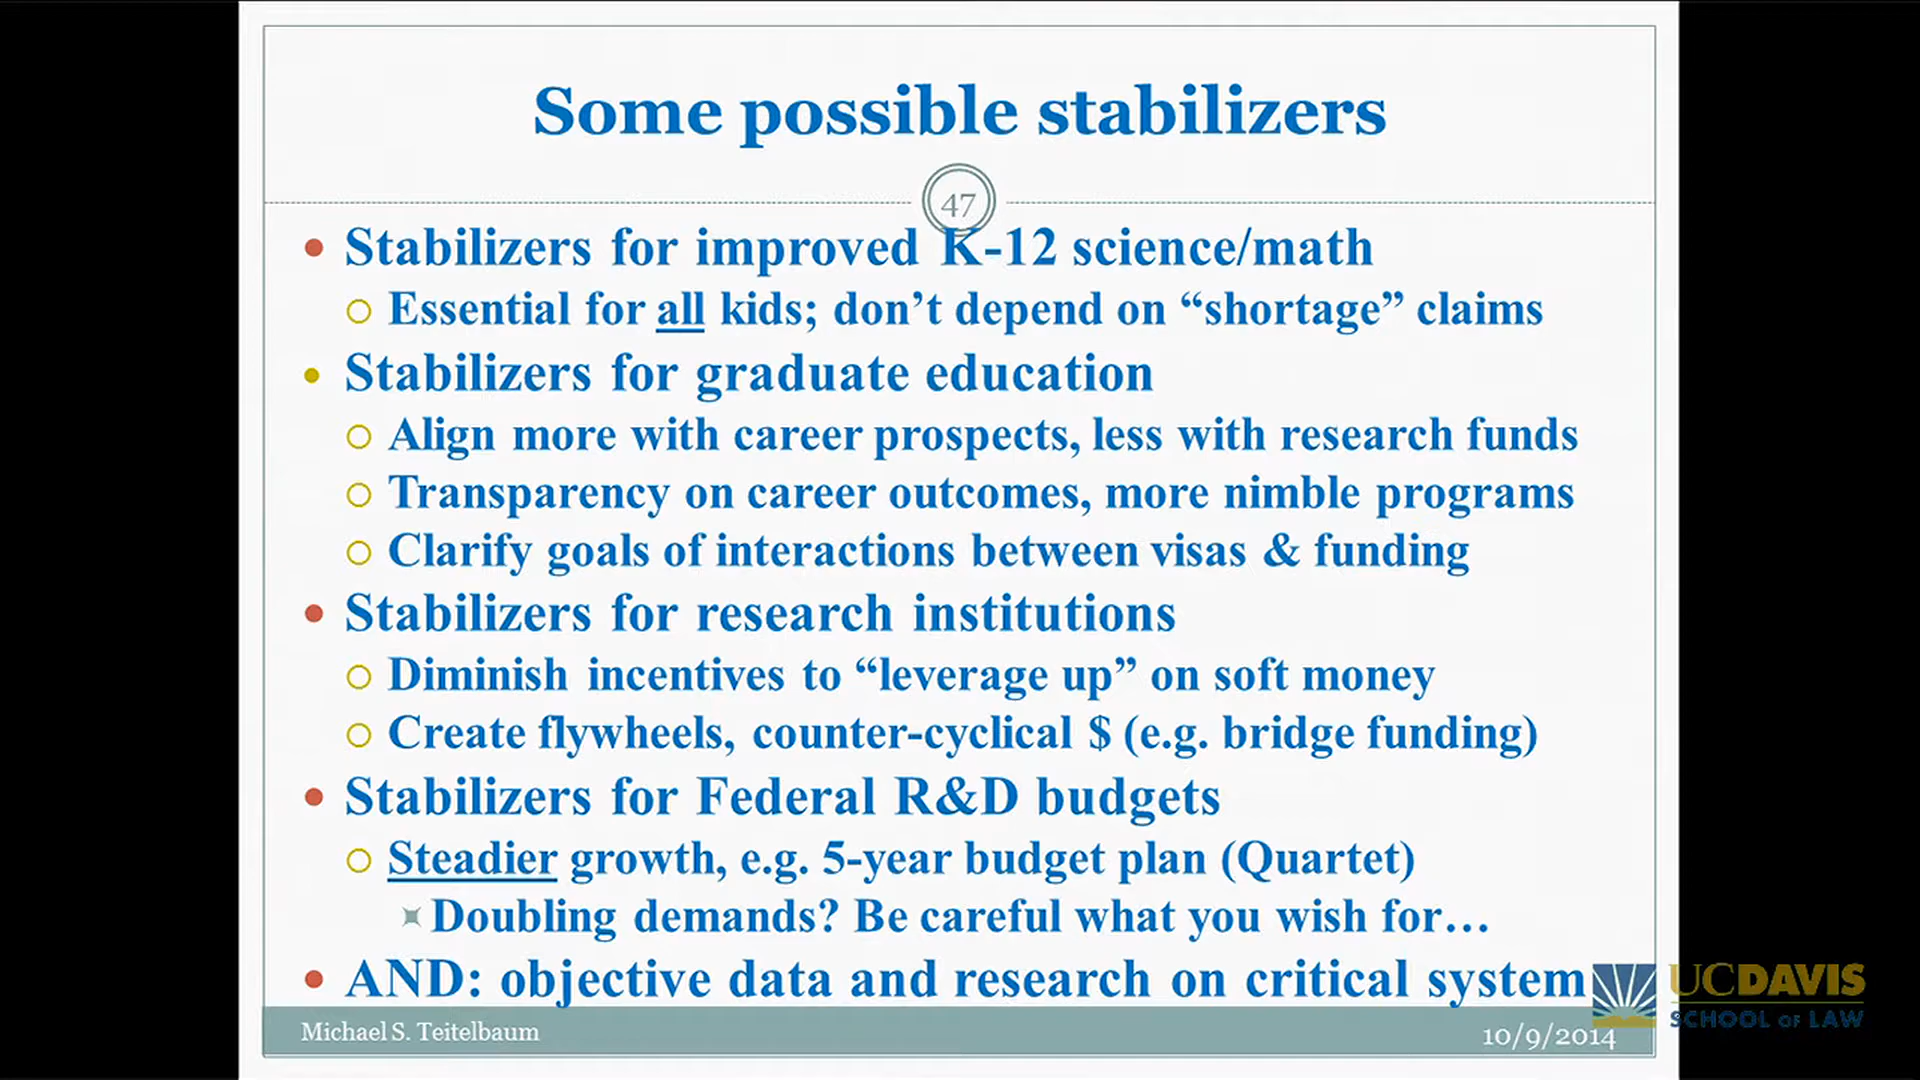 Some possible stabilizers
47
Stabilizers for improved K-12 science/math
Essential for all kids; don’t depend on “shortage” claims
Stabilizers for graduate education
Align more with career prospects, less with research funds
Transparency on career outcomes, more nimble programs
Clarify goals of interactions between visas & funding
Stabilizers for research institutions
Diminish incentives to “leverage up” on soft money
Create flywheels, counter-cyclical $ (e.g. bridge funding)
Stabilizers for Federal R&D budgets
Steadier growth, e.g. 5-year budget plan (Quartet)
Doubling demands? Be careful what you wish for…
AND: objective data and research on critical system
Michael S. Teitelbaum
10/9/2014
UCDAVIS
SCHOOL OF LAW